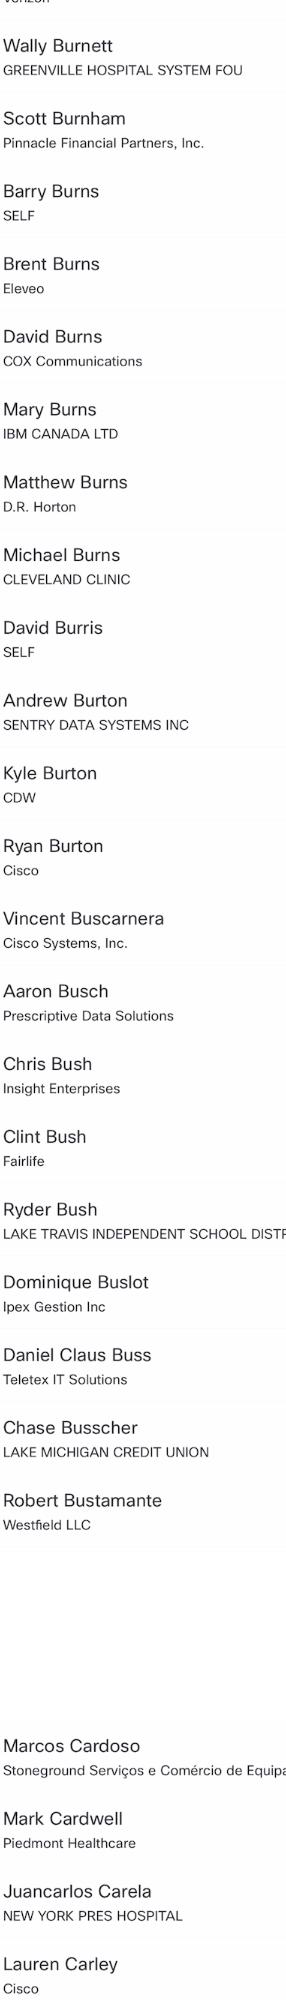 Verizon
Wally Burnett
GREENVILLE HOSPITAL SYSTEM FOU
Scott Burnham
Pinnacle Financial Partners, Inc.
Barry Burns
SELF
Brent Burns
Eleveo
David Burns
COX Communications
Mary Burns
IBM CANADA LTD
Matthew Burns
D.R. Horton
Michael Burns
CLEVELAND CLINIC
David Burris
SELF
Andrew Burton
SENTRY DATA SYSTEMS INC
Kyle Burton
CDW
Ryan Burton
Cisco
Vincent Buscarnera
Cisco Systems, Inc.
Aaron Busch
Prescriptive Data Solutions
Chris Bush
Insight Enterprises
Clint Bush
Fairlife
Ryder Bush
LAKE TRAVIS INDEPENDENT SCHOOL DISTR
Dominique Buslot
Ipex Gestion Inc
Daniel Claus Buss
Teletex IT Solutions
Chase Busscher
LAKE MICHIGAN CREDIT UNION
Robert Bustamante
Westfield LLC
Marcos Cardoso
Stoneground Serviços e Comércio de Equipa
Mark Cardwell
Piedmont Healthcare
Juancarlos Carela
NEW YORK PRES HOSPITAL
Lauren Carley
Cisco